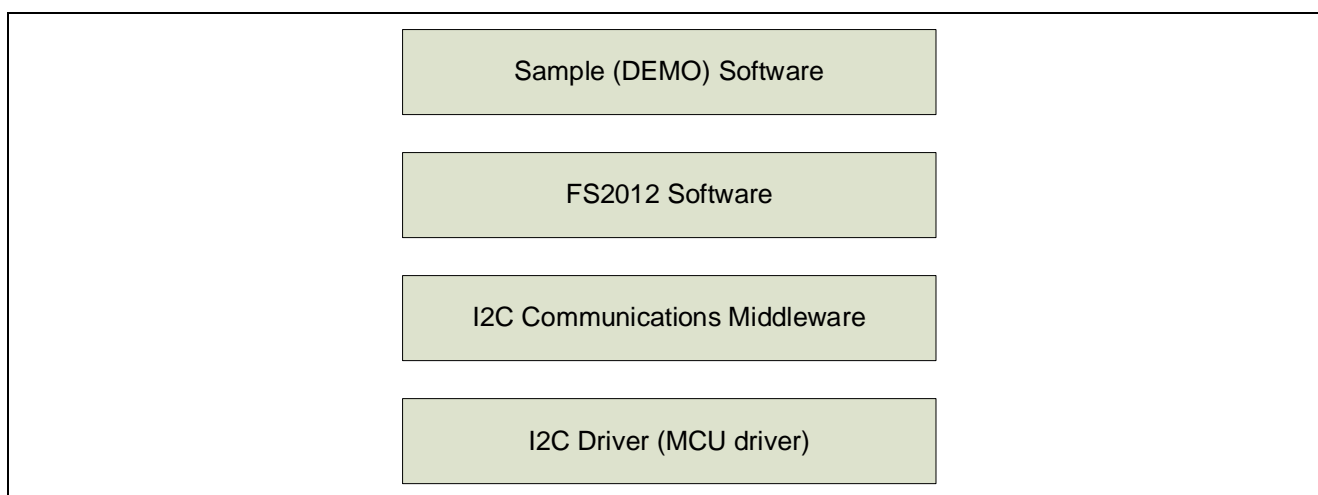 Sample (DEMO) Software
FS2012 Software
I2C Communications Middleware
I2C Driver (MCU driver)